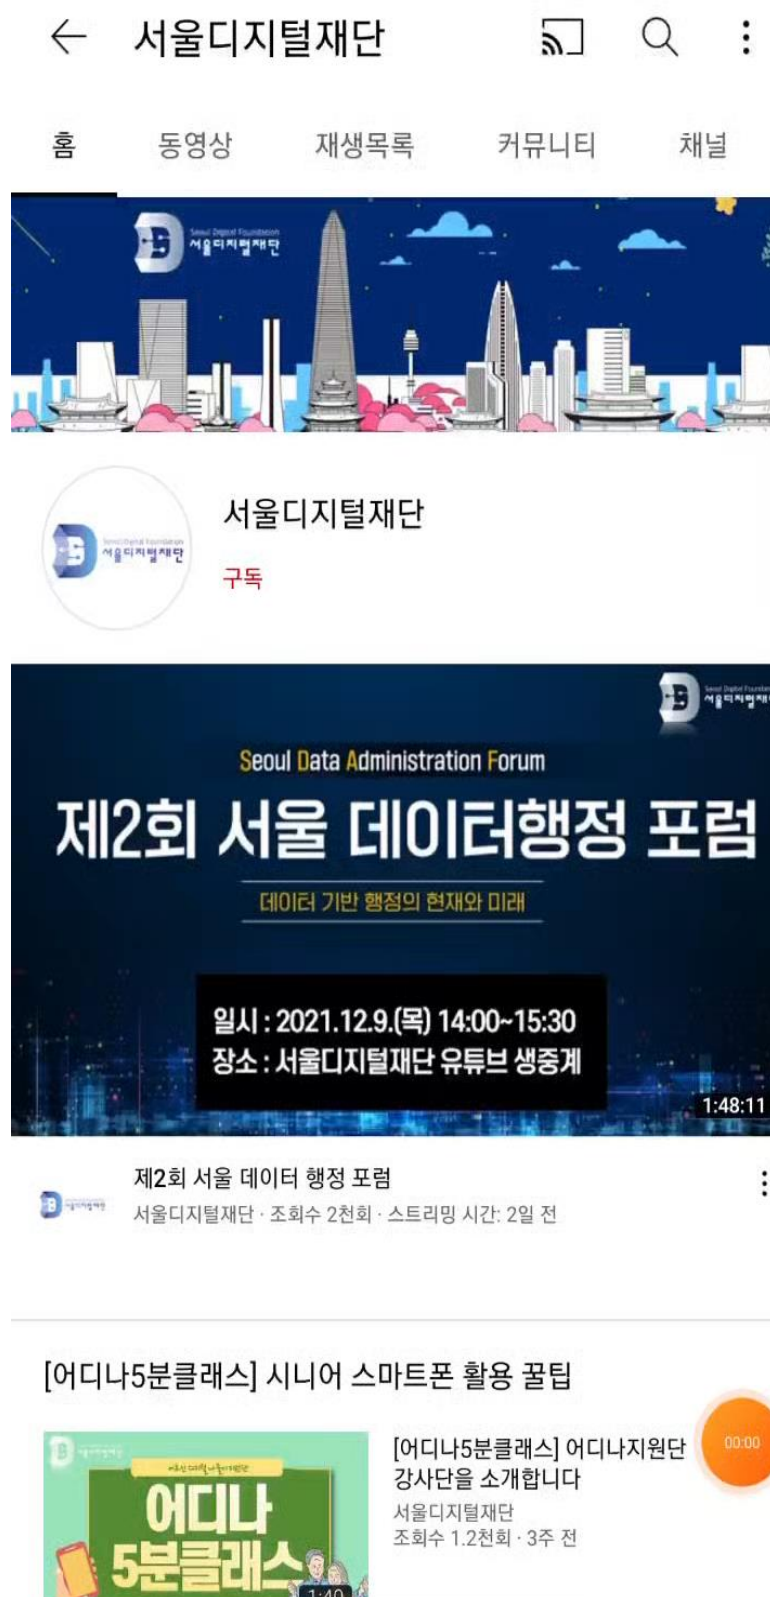 서울디지털재단
홈 동영상 재생목록 커뮤니티 채널
Seoul Digital Foundation
서울디지털재단
서울디지털재단
Seoul Digital Foundation
서울디지털재단
구독
Seoul Data Administration Forum
제2회 서울 데이터행정 포럼
데이터 기반 행정의 현재와 미래
일시 : 2021.12.9.(목) 14:00~15:30
장소 : 서울디지털재단 유튜브 생중계
1:48:11
제2회 서울 데이터 행정 포럼
서울디지털재단 · 조회수 2천회 · 스트리밍 시간: 2일 전
[어디나5분클래스] 시니어 스마트폰 활용 꿀팁
어디나
5분클래스
1:40
[어디나5분클래스] 어디나지원단
강사단을 소개합니다
서울디지털재단
조회수 1.2천회 · 3주 전
00:00